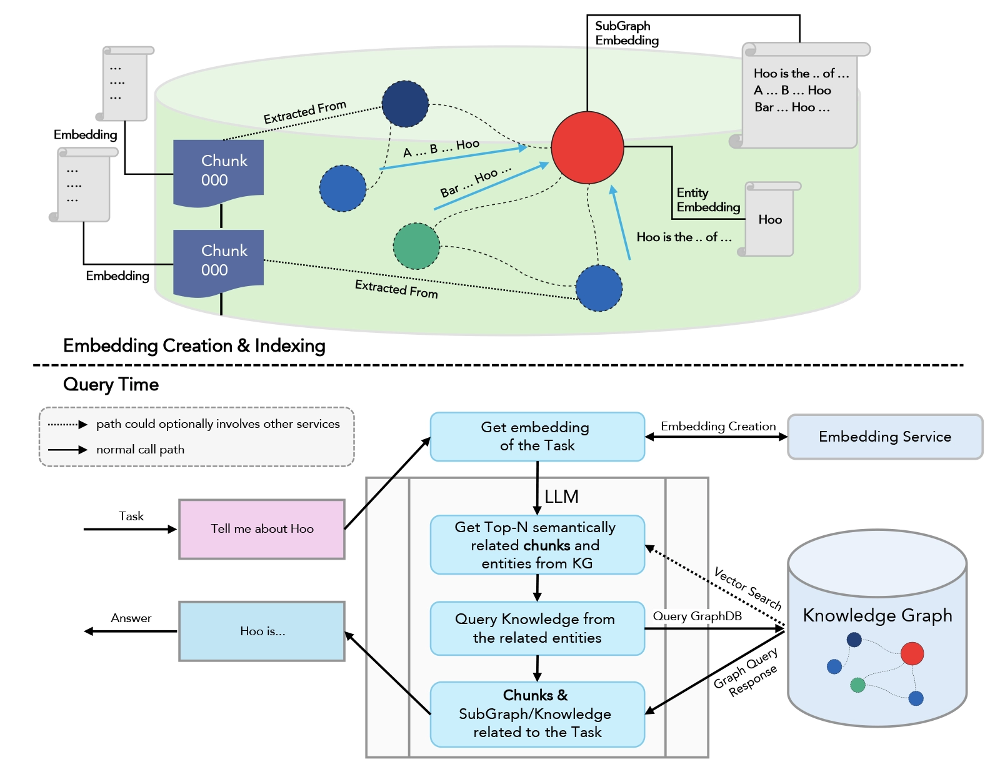 SubGraph
Embedding
Hoo is the .. of ...
A ... B ... Hoo
Bar ... Hoo ...
...
....
...
Extracted From
Embedding
A ... B ... Hoo
Chunk
000
...
....
...
Bar ... Hoo ...
Entity
Embedding
Hoo
Hoo is the .. of ...
Chunk
000
Embedding
Extracted From
Embedding Creation & Indexing
Query Time
path could optionally involves other services
normal call path
Get embedding
of the Task
Embedding Creation
Embedding Service
LLM
Task
Tell me about Hoo
Get Top-N semantically
related chunks and
entities from KG
Vector Search
Knowledge Graph
Query Knowledge from
the related entities
Query GraphDB
Answer
Hoo is...
Graph Query
Response
Chunks &
SubGraph/Knowledge
related to the Task